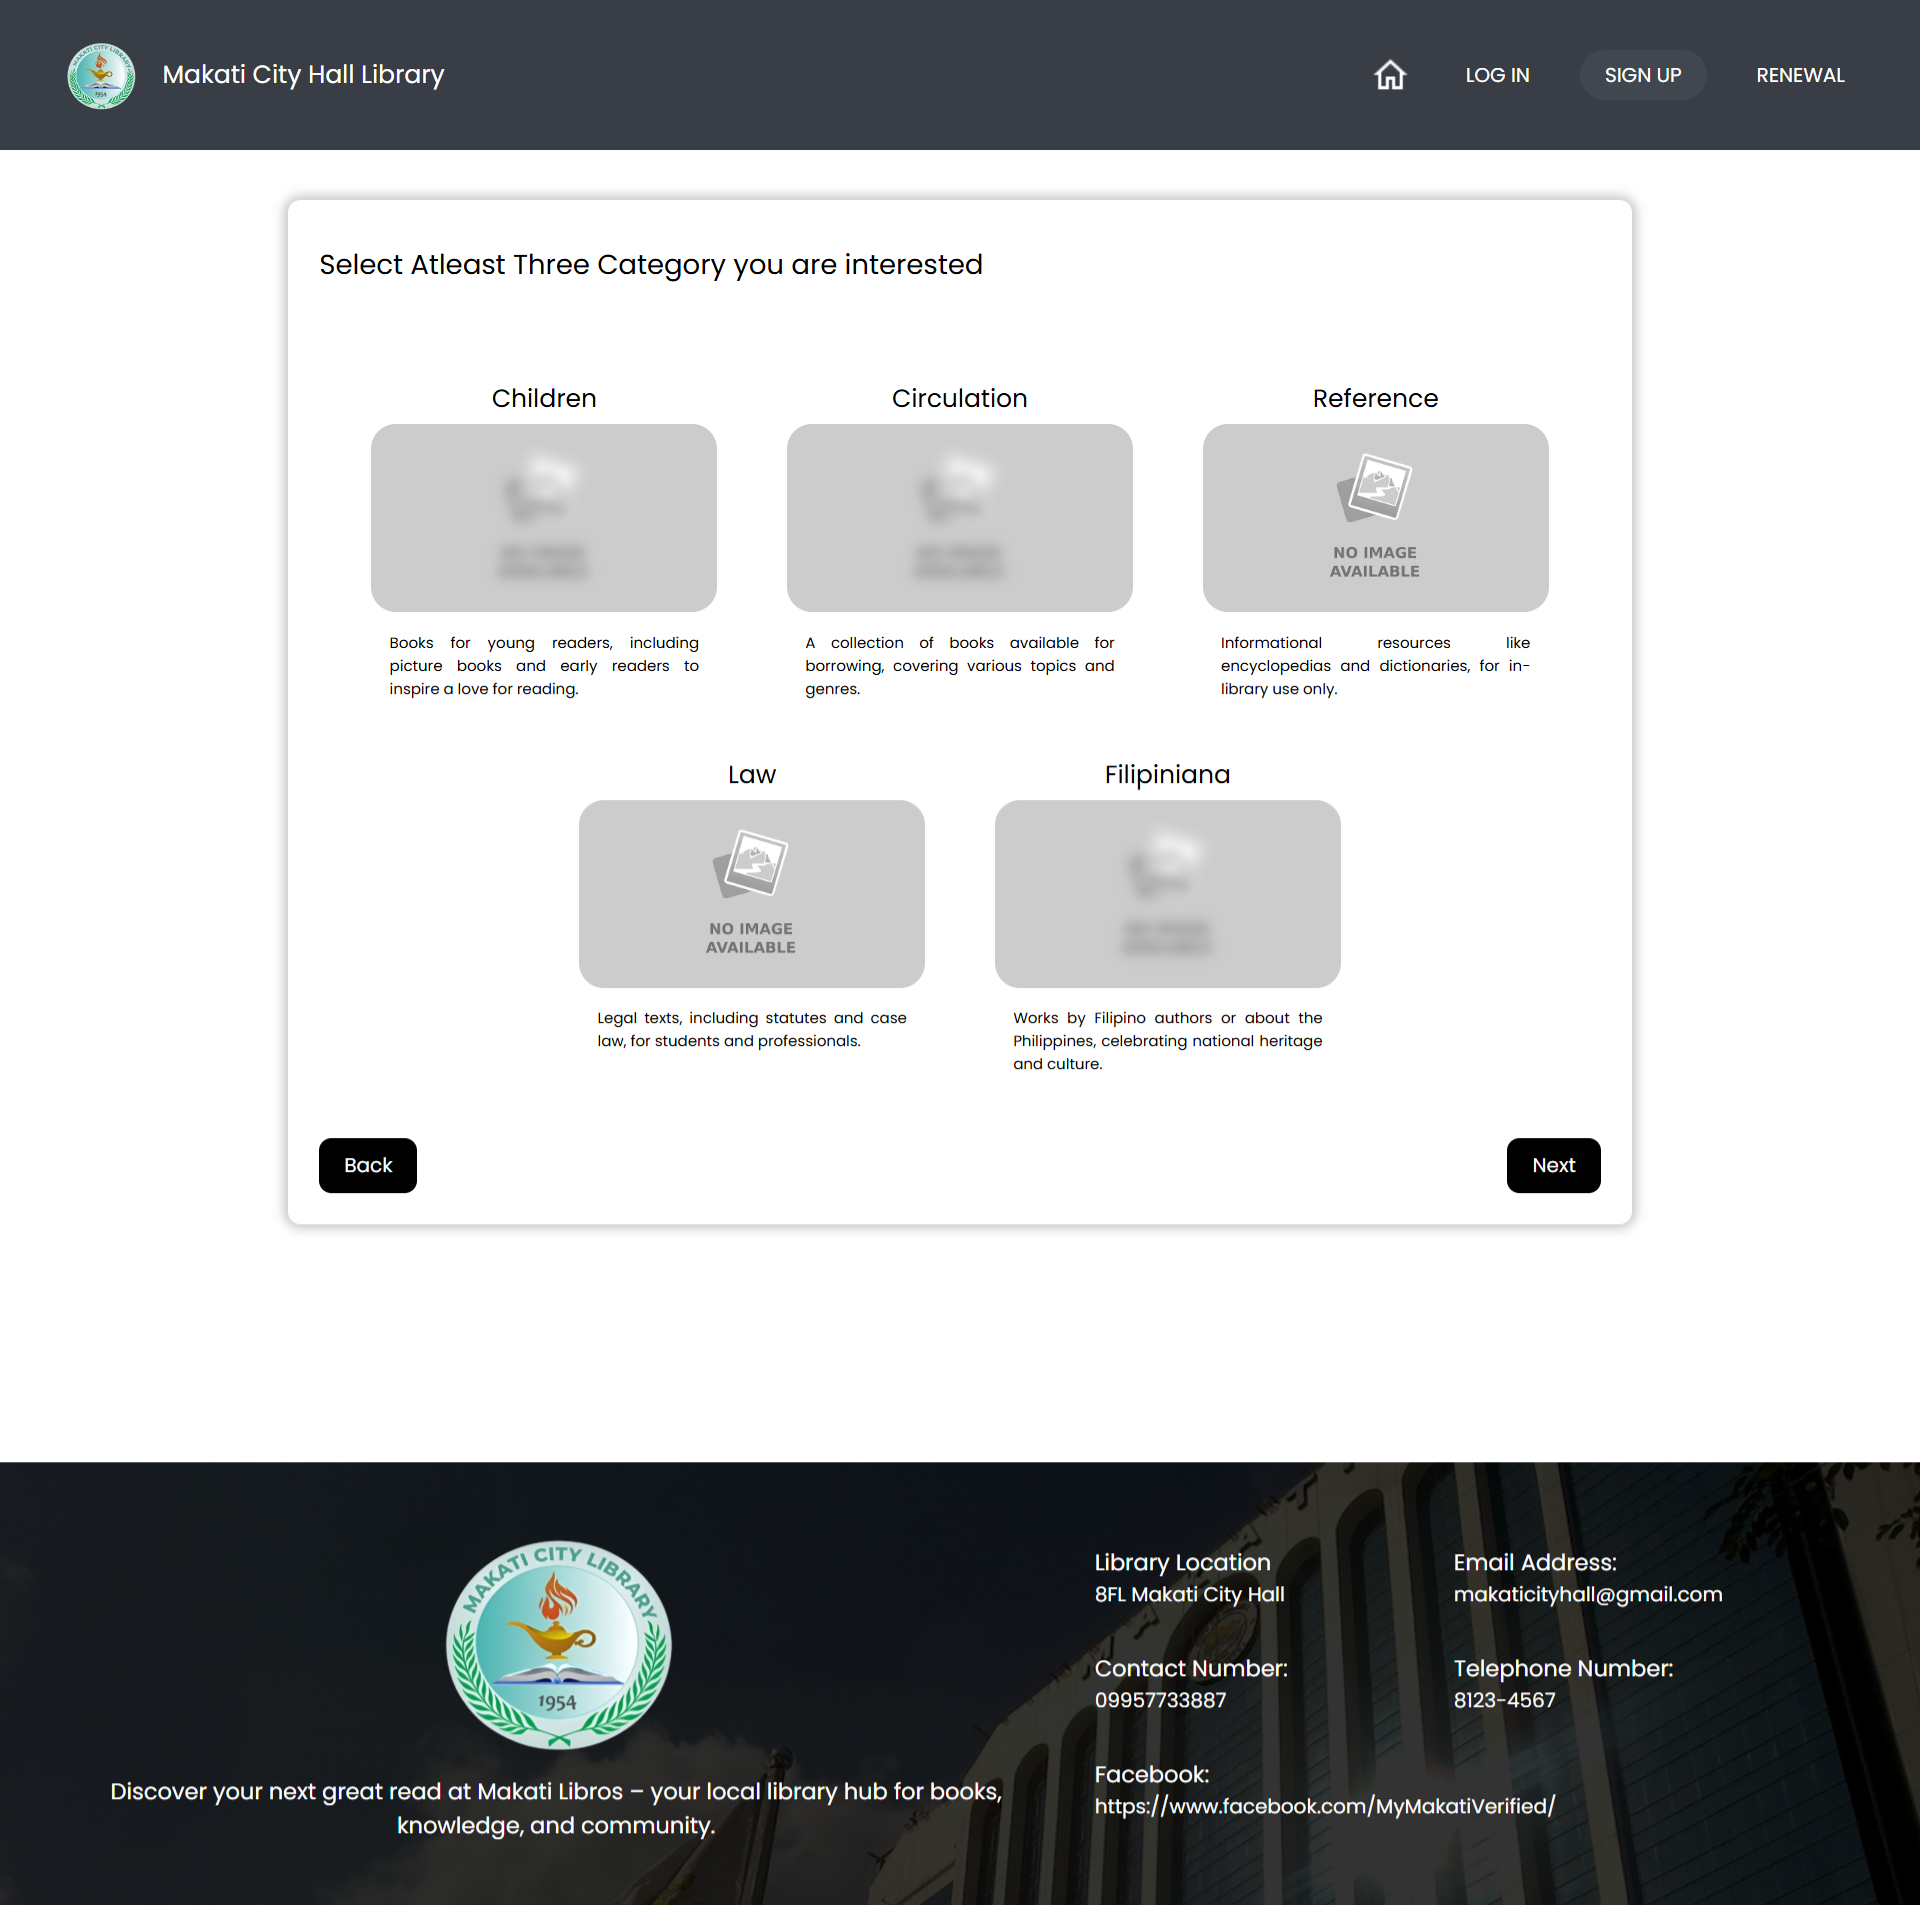 MAKATI CITY LIBRARY
1954
Makati City Hall Library
LOG IN
SIGN UP
RENEWAL
Select Atleast Three Category you are interested
Children
Circulation
Reference
NO IMAGE
AVAILABLE
Books for young readers, including
picture books and early readers to
inspire a love for reading.
A collection of books available for
borrowing, covering various topics and
genres.
Informational resources like
encyclopedias and dictionaries, for in-
library use only.
Law
Filipiniana
NO IMAGE
AVAILABLE
Legal texts, including statutes and case
law, for students and professionals.
Works by Filipino authors or about the
Philippines, celebrating national heritage
and culture.
Back
Next
MAKATI CITY LIBRARY
1954
Discover your next great read at Makati Libros – your local library hub for books,
knowledge, and community.
Library Location
8FL Makati City Hall
Email Address:
makaticityhall@gmail.com
Contact Number:
09957733887
Telephone Number:
8123-4567
Facebook:
https://www.facebook.com/MyMakatiVerified/